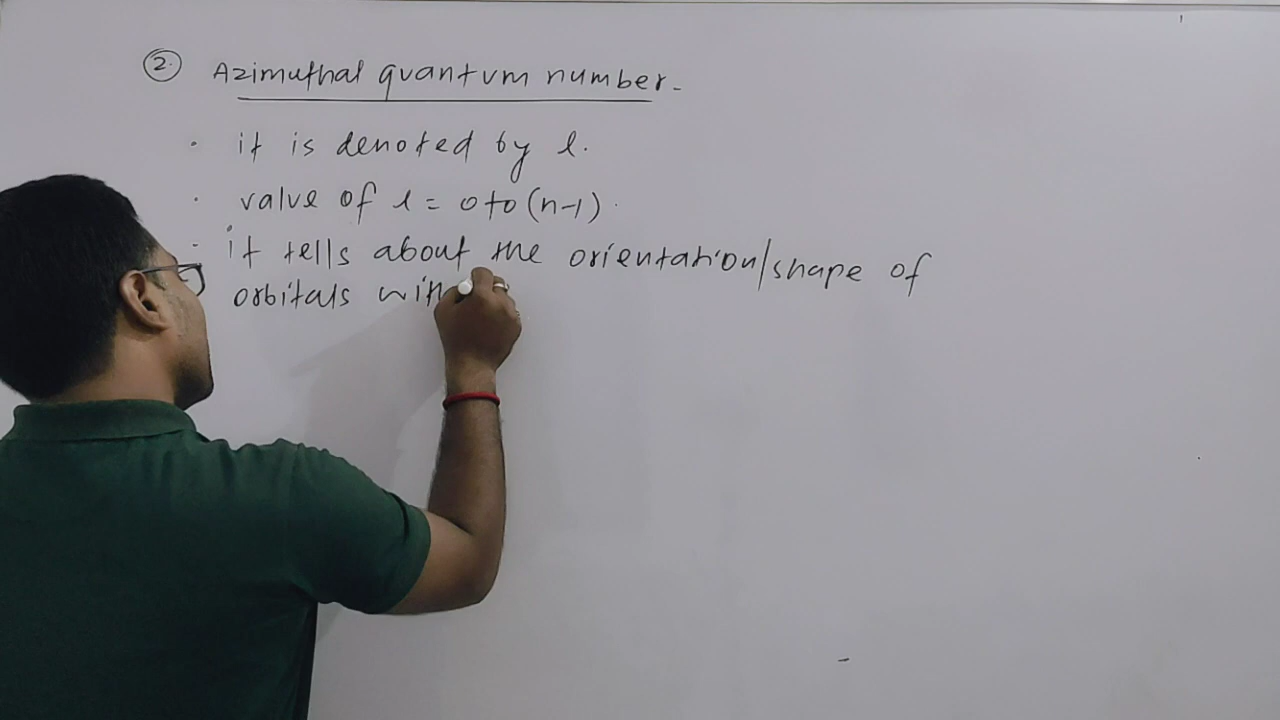 2. Azimuthal quantum number.
· it is denoted by l.
· value of l = 0 to (n-1).
· it tells about the orientation/shape of
orbitals with